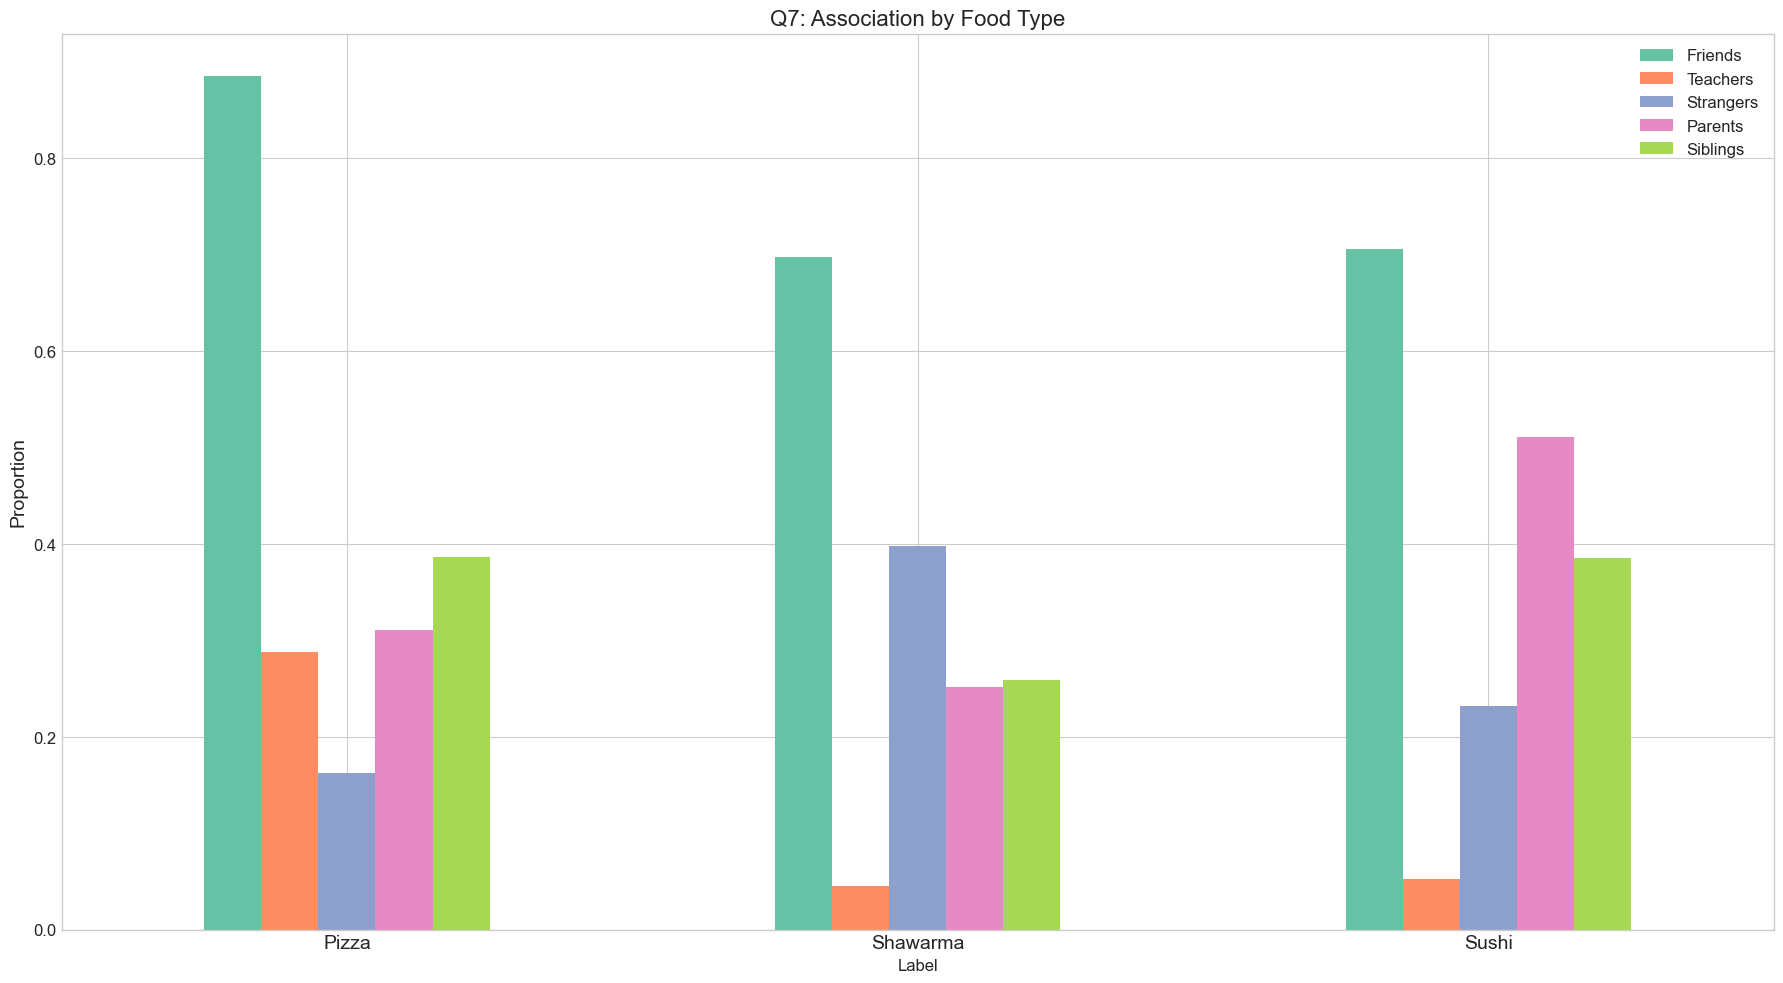 Q7: Association by Food Type
Friends
Teachers
Strangers
Parents
Siblings
Proportion
0.8
0.6
0.4
0.2
0.0
Pizza
Shawarma
Sushi
Label